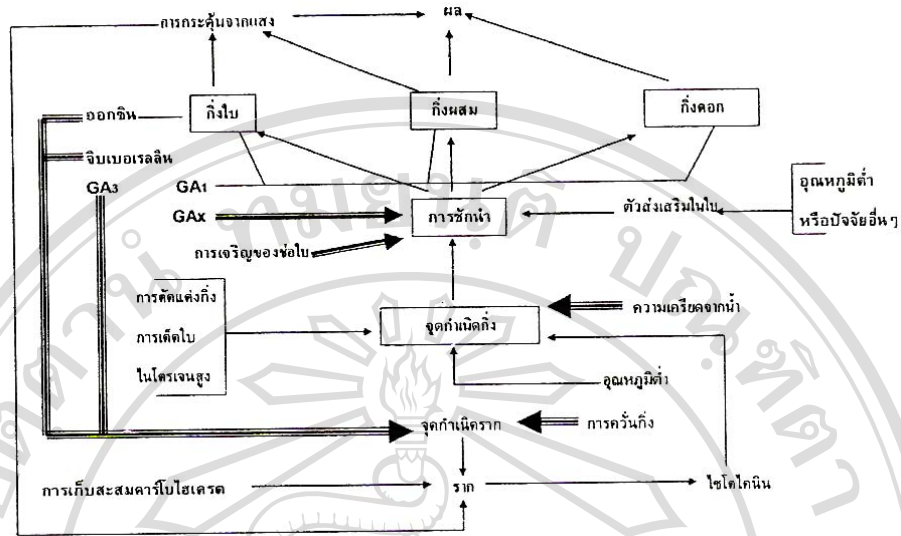 การกระตุ้นจากแสง
ผล
ออกซิน
กิ่งใบ
กิ่งผสม
กิ่งดอก
จิบเบอเรลลิน
GA3
GA1
GAx
การชักนำ
ตัวส่งเสริมในใบ
อุณหภูมิต่ำ
หรือปัจจัยอื่นๆ
การเจริญของช่อใบ
การตัดแต่งกิ่ง
การเด็ดใบ
ไนโตรเจนสูง
จุดกำเนิดกิ่ง
ความเครียดจากน้ำ
อุณหภูมิต่ำ
จุดกำเนิดราก
การควั่นกิ่ง
การเก็บสะสมคาร์โบไฮเดรต
ราก
ไซโตไคนิน